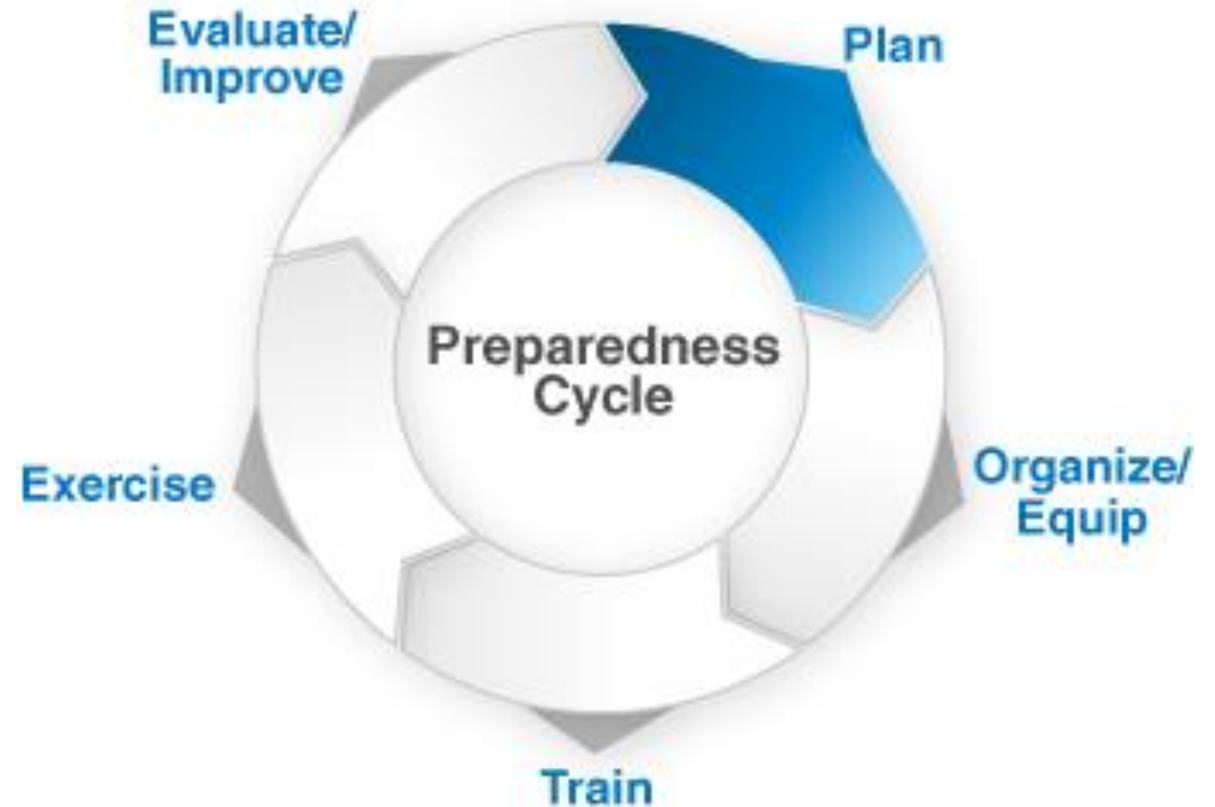 Evaluate/
Improve
Plan
Preparedness
Cycle
Exercise
Organize/
Equip
Train